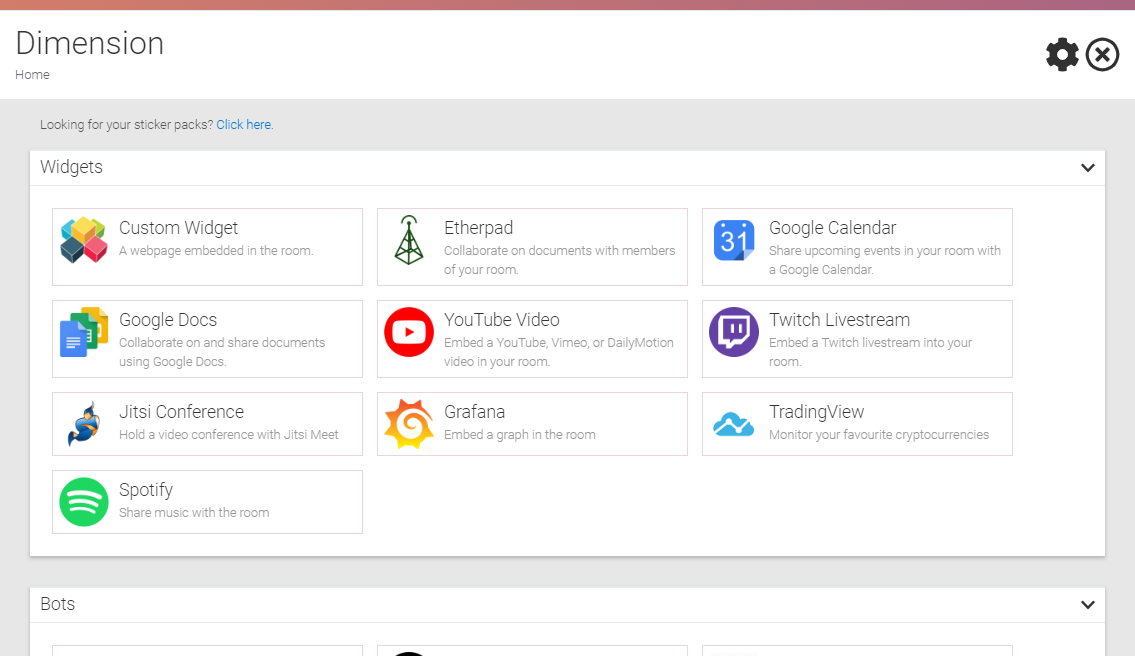 Dimension
Home
Looking for your sticker packs? Click here.
Widgets
Custom Widget
A webpage embedded in the room.
Etherpad
Collaborate on documents with members
of your room.
31
Google Calendar
Share upcoming events in your room with
a Google Calendar.
Google Docs
Collaborate on and share documents
using Google Docs.
YouTube Video
Embed a YouTube, Vimeo, or DailyMotion
video in your room.
Twitch Livestream
Embed a Twitch livestream into your
room.
Jitsi Conference
Hold a video conference with Jitsi Meet
Grafana
Embed a graph in the room
TradingView
Monitor your favourite cryptocurrencies
Spotify
Share music with the room
Bots